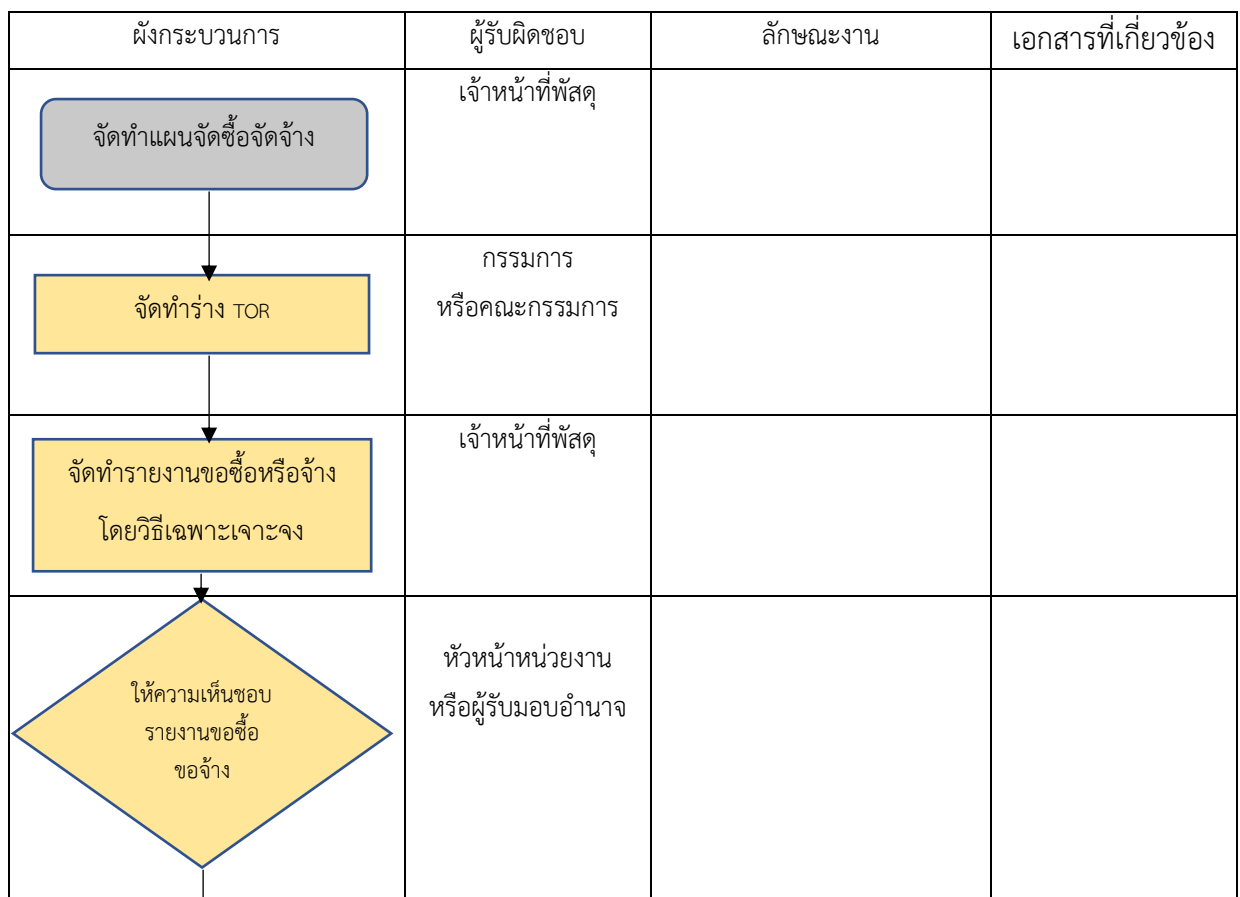 ผังกระบวนการ
ผู้รับผิดชอบ
ลักษณะงาน
เอกสารที่เกี่ยวข้อง
จัดทำแผนจัดซื้อจัดจ้าง
เจ้าหน้าที่พัสดุ
จัดทำร่าง TOR
กรรมการ
หรือคณะกรรมการ
จัดทำรายงานขอซื้อหรือจ้าง
โดยวิธีเฉพาะเจาะจง
เจ้าหน้าที่พัสดุ
ให้ความเห็นชอบ
รายงานขอซื้อ
ขอจ้าง
หัวหน้าหน่วยงาน
หรือผู้รับมอบอำนาจ